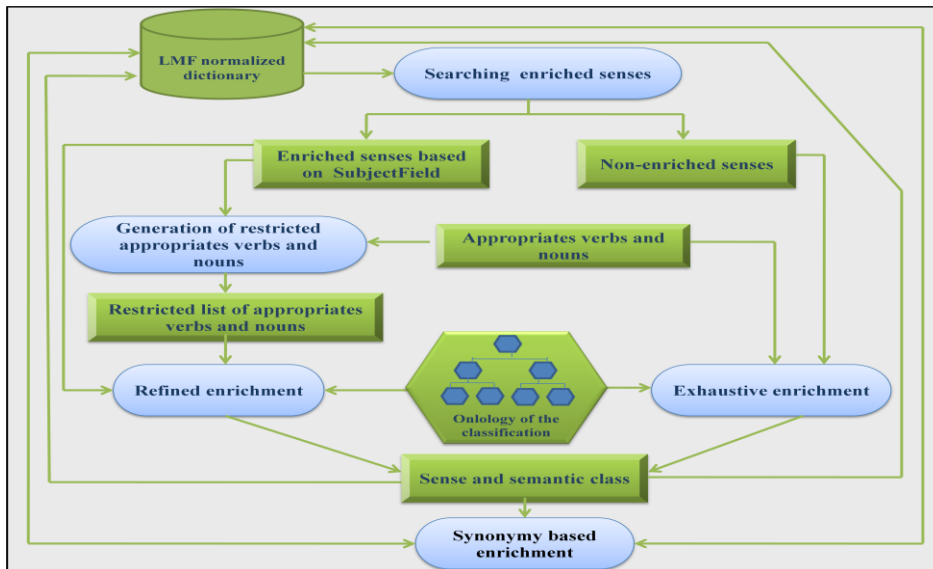 LMF normalized
dictionary
Searching enriched senses
Enriched senses based
on SubjectField
Non-enriched senses
Generation of restricted
appropriates verbs and
nouns
Appropriates verbs and
nouns
Restricted list of appropriates
verbs and nouns
Refined enrichment
Onlology of the
classification
Exhaustive enrichment
Sense and semantic class
Synonymy based
enrichment